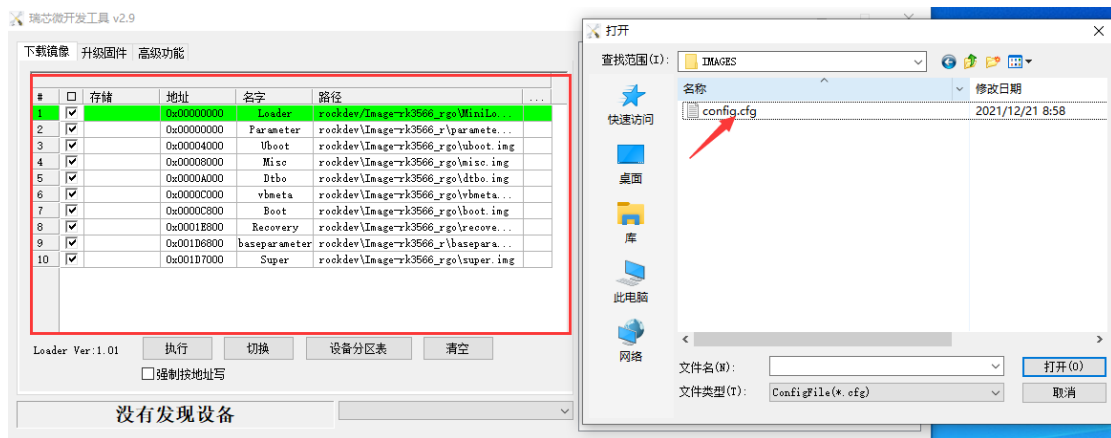 瑞芯微开发工具 v2.9
下载镜像 升级固件 高级功能
# 存储 地址 名字 路径 ...
1 0x00000000 Loader rockdev/Image-rk3566_rgo\MiniLo...
2 0x00000000 Parameter rockdev\Image-rk3566_r\paramete...
3 0x00004000 Uboot rockdev\Image-rk3566_rgo\uboot.img
4 0x00008000 Misc rockdev\Image-rk3566_rgo\misc.img
5 0x0000A000 Dtbo rockdev\Image-rk3566_rgo\dtbo.img
6 0x0000C000 vbmeta rockdev\Image-rk3566_rgo\vbmeta...
7 0x0000C800 Boot rockdev\Image-rk3566_rgo\boot.img
8 0x0001E800 Recovery rockdev\Image-rk3566_rgo\recove...
9 0x001D6800 baseparameter rockdev\Image-rk3566_r\basepara...
10 0x001D7000 Super rockdev\Image-rk3566_rgo\super.img
Loader Ver:1.01 执行 切换 设备分区表 清空
强制按地址写
没有发现设备
打开
查找范围(I): IMAGES
名称 修改日期
config.cfg 2021/12/21 8:58
快速访问
桌面
库
此电脑
网络
文件名(N): 打开(O)
文件类型(T): ConfigFile(*.cfg) 取消